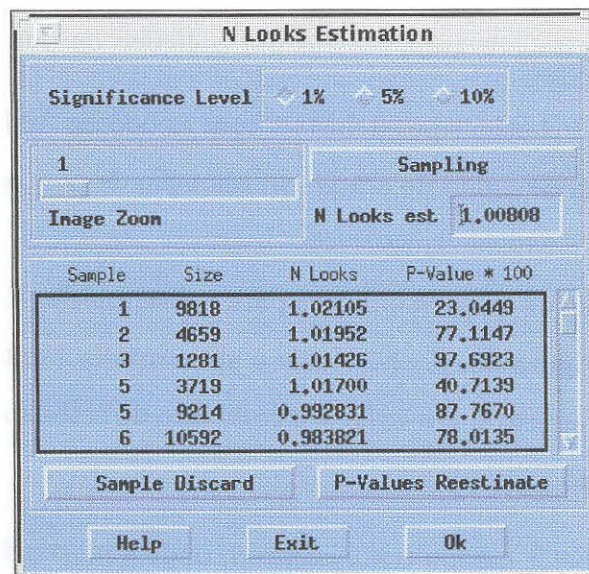 N Looks Estimation
Significance Level 1% 5% 10%
1
Sampling
Image Zoom
N Looks est 1.00808
Sample Size N Looks P-Value * 100
1 9818 1.02105 23.0449
2 4659 1.01952 77.1147
3 1281 1.01426 97.6923
5 3719 1.01700 40.7139
5 9214 0.992831 87.7670
6 10592 0.983821 78.0135
Sample Discard P-Values Reestimate
Help Exit Ok